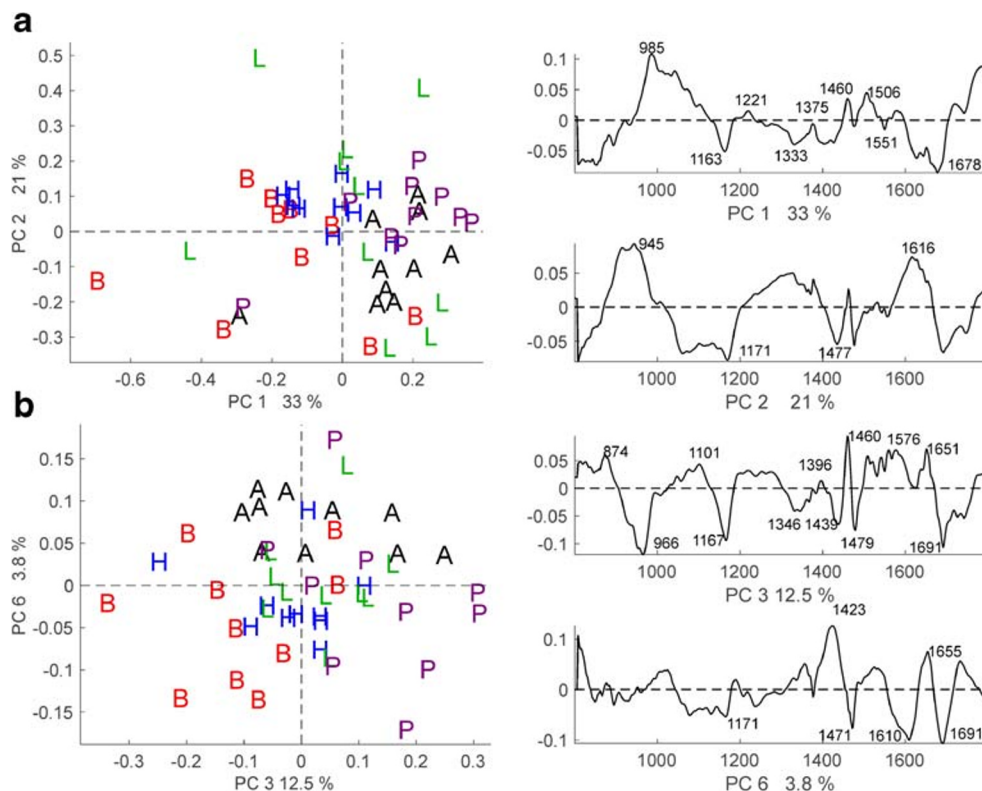 a
0.5
0.4
0.3
0.2
0.1
0
-0.1
-0.2
-0.3
PC 2 21 %
-0.6 -0.4 -0.2 0 0.2
PC 1 33 %
L
L
L
L
P
H
B
H
H
B
H
P
P
A
P
B
B
H
H
P
A
P
P
P
A
B
H
P
P
H
L
L
B
A
A
A
B
A
A
A
L
P
A
B
B
L
B
L
0.1
0.05
0
-0.05
985
1163
1221
1333
1375
1460
1506
1551
1678
1000 1200 1400 1600
PC 1 33 %
0.05
0
-0.05
945
1171
1477
1616
1000 1200 1400 1600
PC 2 21 %
b
0.15
0.1
0.05
0
-0.05
-0.1
-0.15
PC 6 3.8 %
-0.3 -0.2 -0.1 0 0.1 0.2 0.3
PC 3 12.5 %
P
L
A
A
A
A
H
A
A
B
B
A
P
L
A
A
A
H
P
L
L
B
P
B
H
L
L
L
L
P
P
B
H
L
H
H
H
H
P
B
H
B
H
L
P
P
B
B
B
P
0.05
0
-0.05
-0.1
874
966
1101
1167
1346
1396
1439
1460
1479
1576
1651
1691
1000 1200 1400 1600
PC 3 12.5 %
0.1
0
-0.1
1171
1423
1471
1610
1655
1691
1000 1200 1400 1600
PC 6 3.8 %